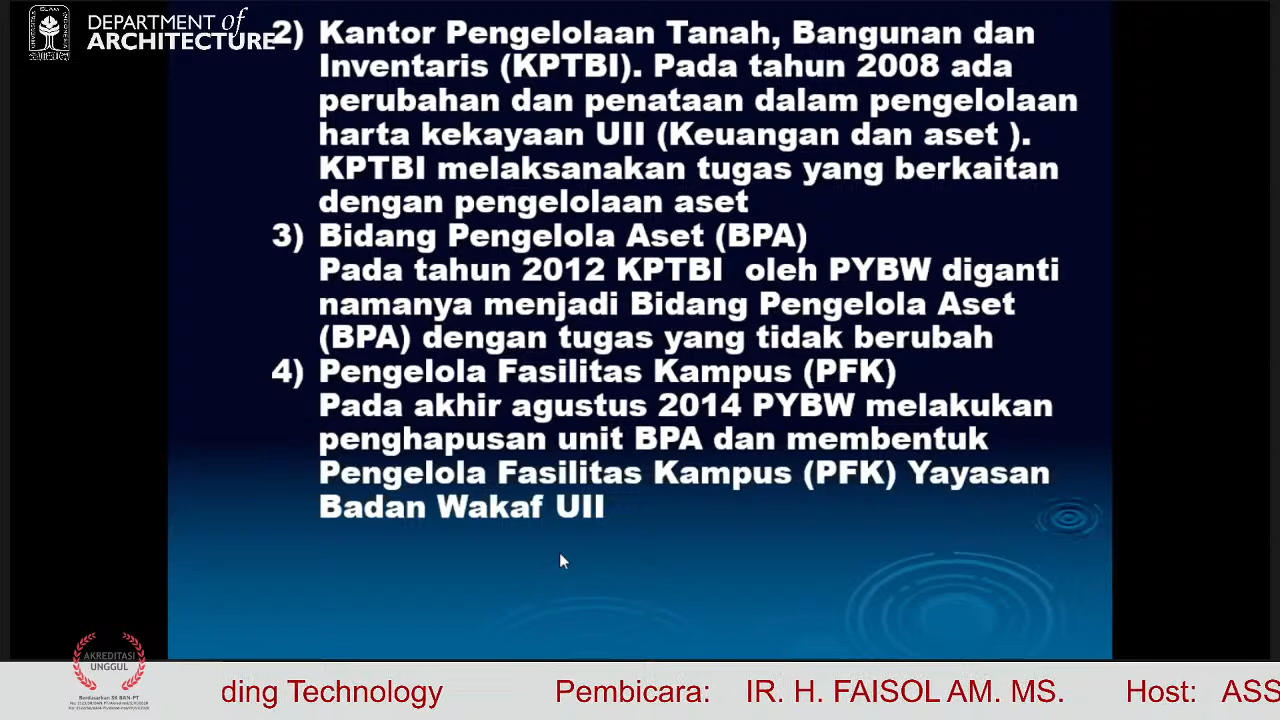 DEPARTMENT of
ARCHITECTURE
2) Kantor Pengelolaan Tanah, Bangunan dan
Inventaris (KPTBI). Pada tahun 2008 ada
perubahan dan penataan dalam pengelolaan
harta kekayaan UII (Keuangan dan aset ).
KPTBI melaksanakan tugas yang berkaitan
dengan pengelolaan aset
3) Bidang Pengelola Aset (BPA)
Pada tahun 2012 KPTBI oleh PYBW diganti
namanya menjadi Bidang Pengelola Aset
(BPA) dengan tugas yang tidak berubah
4) Pengelola Fasilitas Kampus (PFK)
Pada akhir agustus 2014 PYBW melakukan
penghapusan unit BPA dan membentuk
Pengelola Fasilitas Kampus (PFK) Yayasan
Badan Wakaf UII
AKREDITASI
UNGGUL
Berdasarkan SK BAN-PT
ding Technology Pembicara: IR. H FAISOL AM. MS. Host: ASS